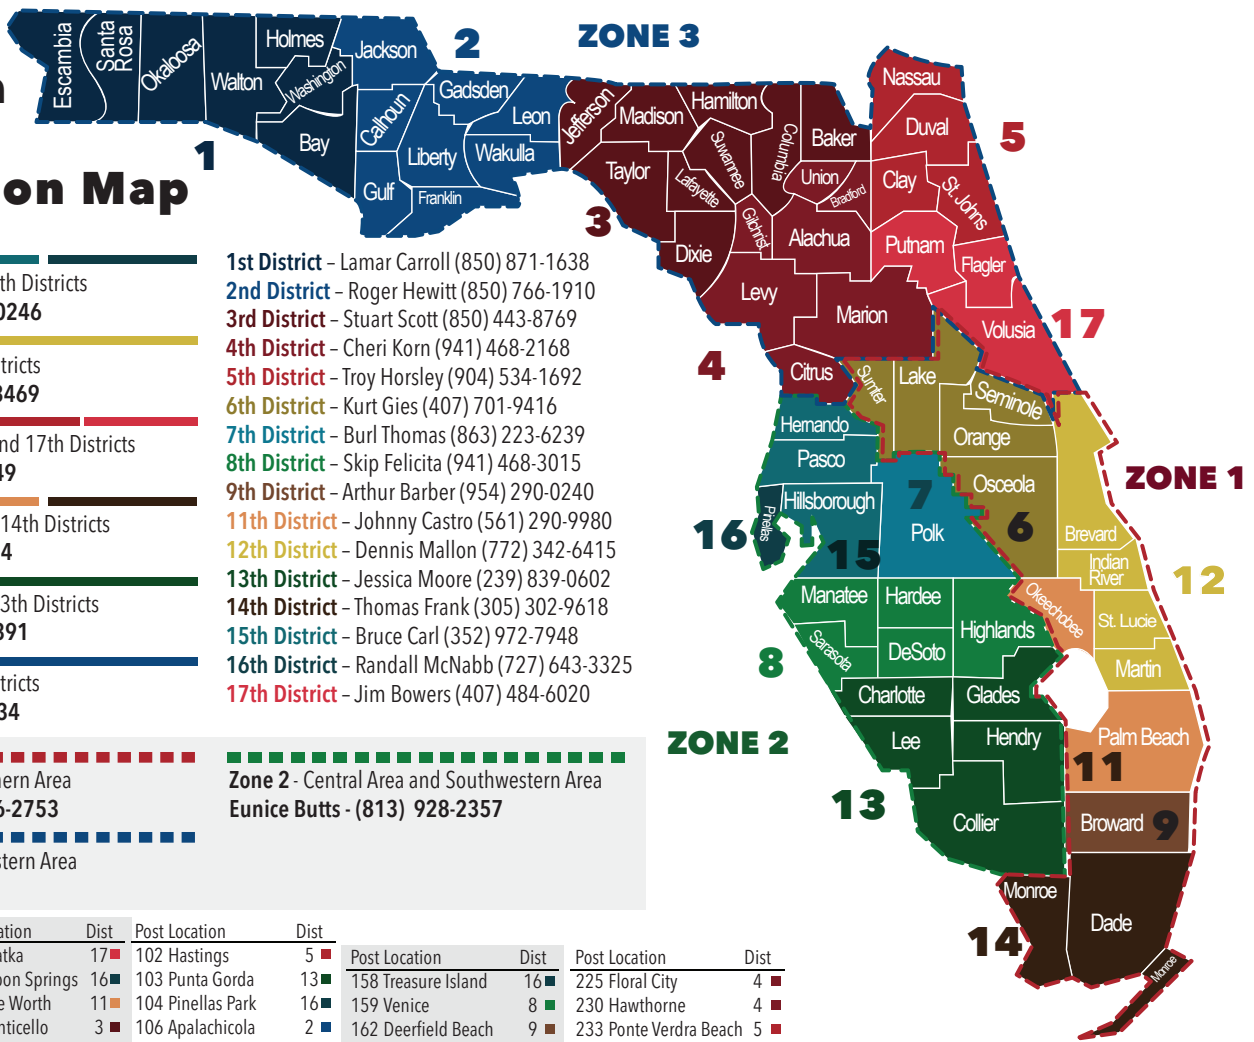 ZONE 3
Escambia
Santa
Rosa
Okaloosa
Walton
Holmes
Washington
Bay
1
Jackson
2
Calhoun
Gadsden
Leon
Liberty
Wakulla
Gulf
Franklin
Jefferson
Madison
Hamilton
Taylor
Suwannee
Lafayette
Columbia
Baker
Union
Bradford
Gilchrist
Dixie
3
Alachua
Levy
Marion
Citrus
4
Nassau
Duval
5
Clay
St. Johns
Putnam
Flagler
Volusia
17
on Map
th Districts
0246
tricts
3469
nd 17th Districts
49
14th Districts
4
3th Districts
391
tricts
34
1st District – Lamar Carroll (850) 871-1638
2nd District – Roger Hewitt (850) 766-1910
3rd District – Stuart Scott (850) 443-8769
4th District – Cheri Korn (941) 468-2168
5th District – Troy Horsley (904) 534-1692
6th District – Kurt Gies (407) 701-9416
7th District – Burl Thomas (863) 223-6239
8th District – Skip Felicita (941) 468-3015
9th District – Arthur Barber (954) 290-0240
11th District – Johnny Castro (561) 290-9980
12th District – Dennis Mallon (772) 342-6415
13th District – Jessica Moore (239) 839-0602
14th District – Thomas Frank (305) 302-9618
15th District – Bruce Carl (352) 972-7948
16th District – Randall McNabb (727) 643-3325
17th District – Jim Bowers (407) 484-6020
Sumter
Lake
Seminole
Orange
Osceola
6
ZONE 1
Brevard
Indian
River
12
St. Lucie
Martin
Okeechobee
Hernando
Pasco
Hillsborough
Pinellas
16
15
7
Polk
Manatee
Hardee
Highlands
Sarasota
DeSoto
8
Charlotte
Glades
Lee
Hendry
Collier
ZONE 2
13
Palm Beach
11
Broward 9
Monroe
Dade
14
Monroe
hern Area
6-2753
stern Area
Zone 2 - Central Area and Southwestern Area
Eunice Butts - (813) 928-2357
ation Dist
atka 17
on Springs 16
e Worth 11
nticello 3
Post Location Dist
102 Hastings 5
103 Punta Gorda 13
104 Pinellas Park 16
106 Apalachicola 2
Post Location Dist
158 Treasure Island 16
159 Venice 8
162 Deerfield Beach 9
Post Location Dist
225 Floral City 4
230 Hawthorne 4
233 Ponte Verdra Beach 5